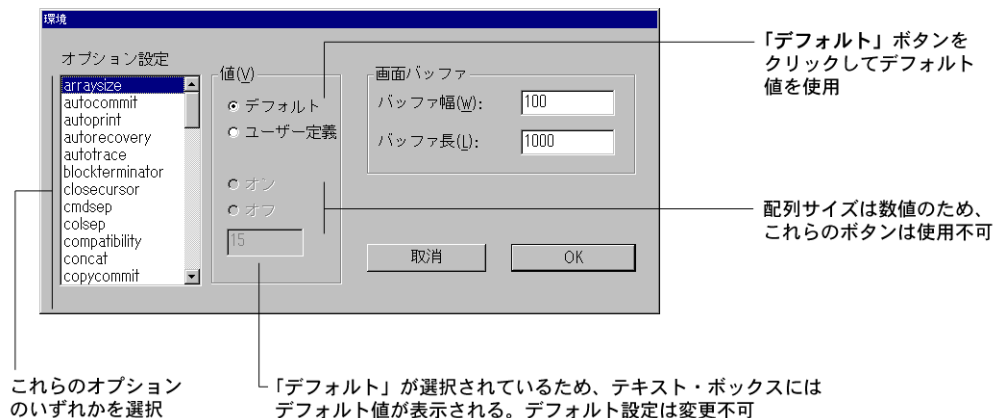 環境
オプション設定
arraysize
autocommit
autoprint
autorecovery
autotrace
blockterminator
closecursor
cmdsep
colsep
compatibility
concat
copycommit
値(V)
デフォルト
ユーザー定義
オン
オフ
15
画面バッファ
バッファ幅(W):
100
バッファ長(L):
1000
取消
OK
「デフォルト」ボタンを
クリックしてデフォルト
値を使用
配列サイズは数値のため、
これらのボタンは使用不可
これらのオプション
のいずれかを選択
「デフォルト」が選択されているため、テキスト・ボックスには
デフォルト値が表示される。デフォルト設定は変更不可